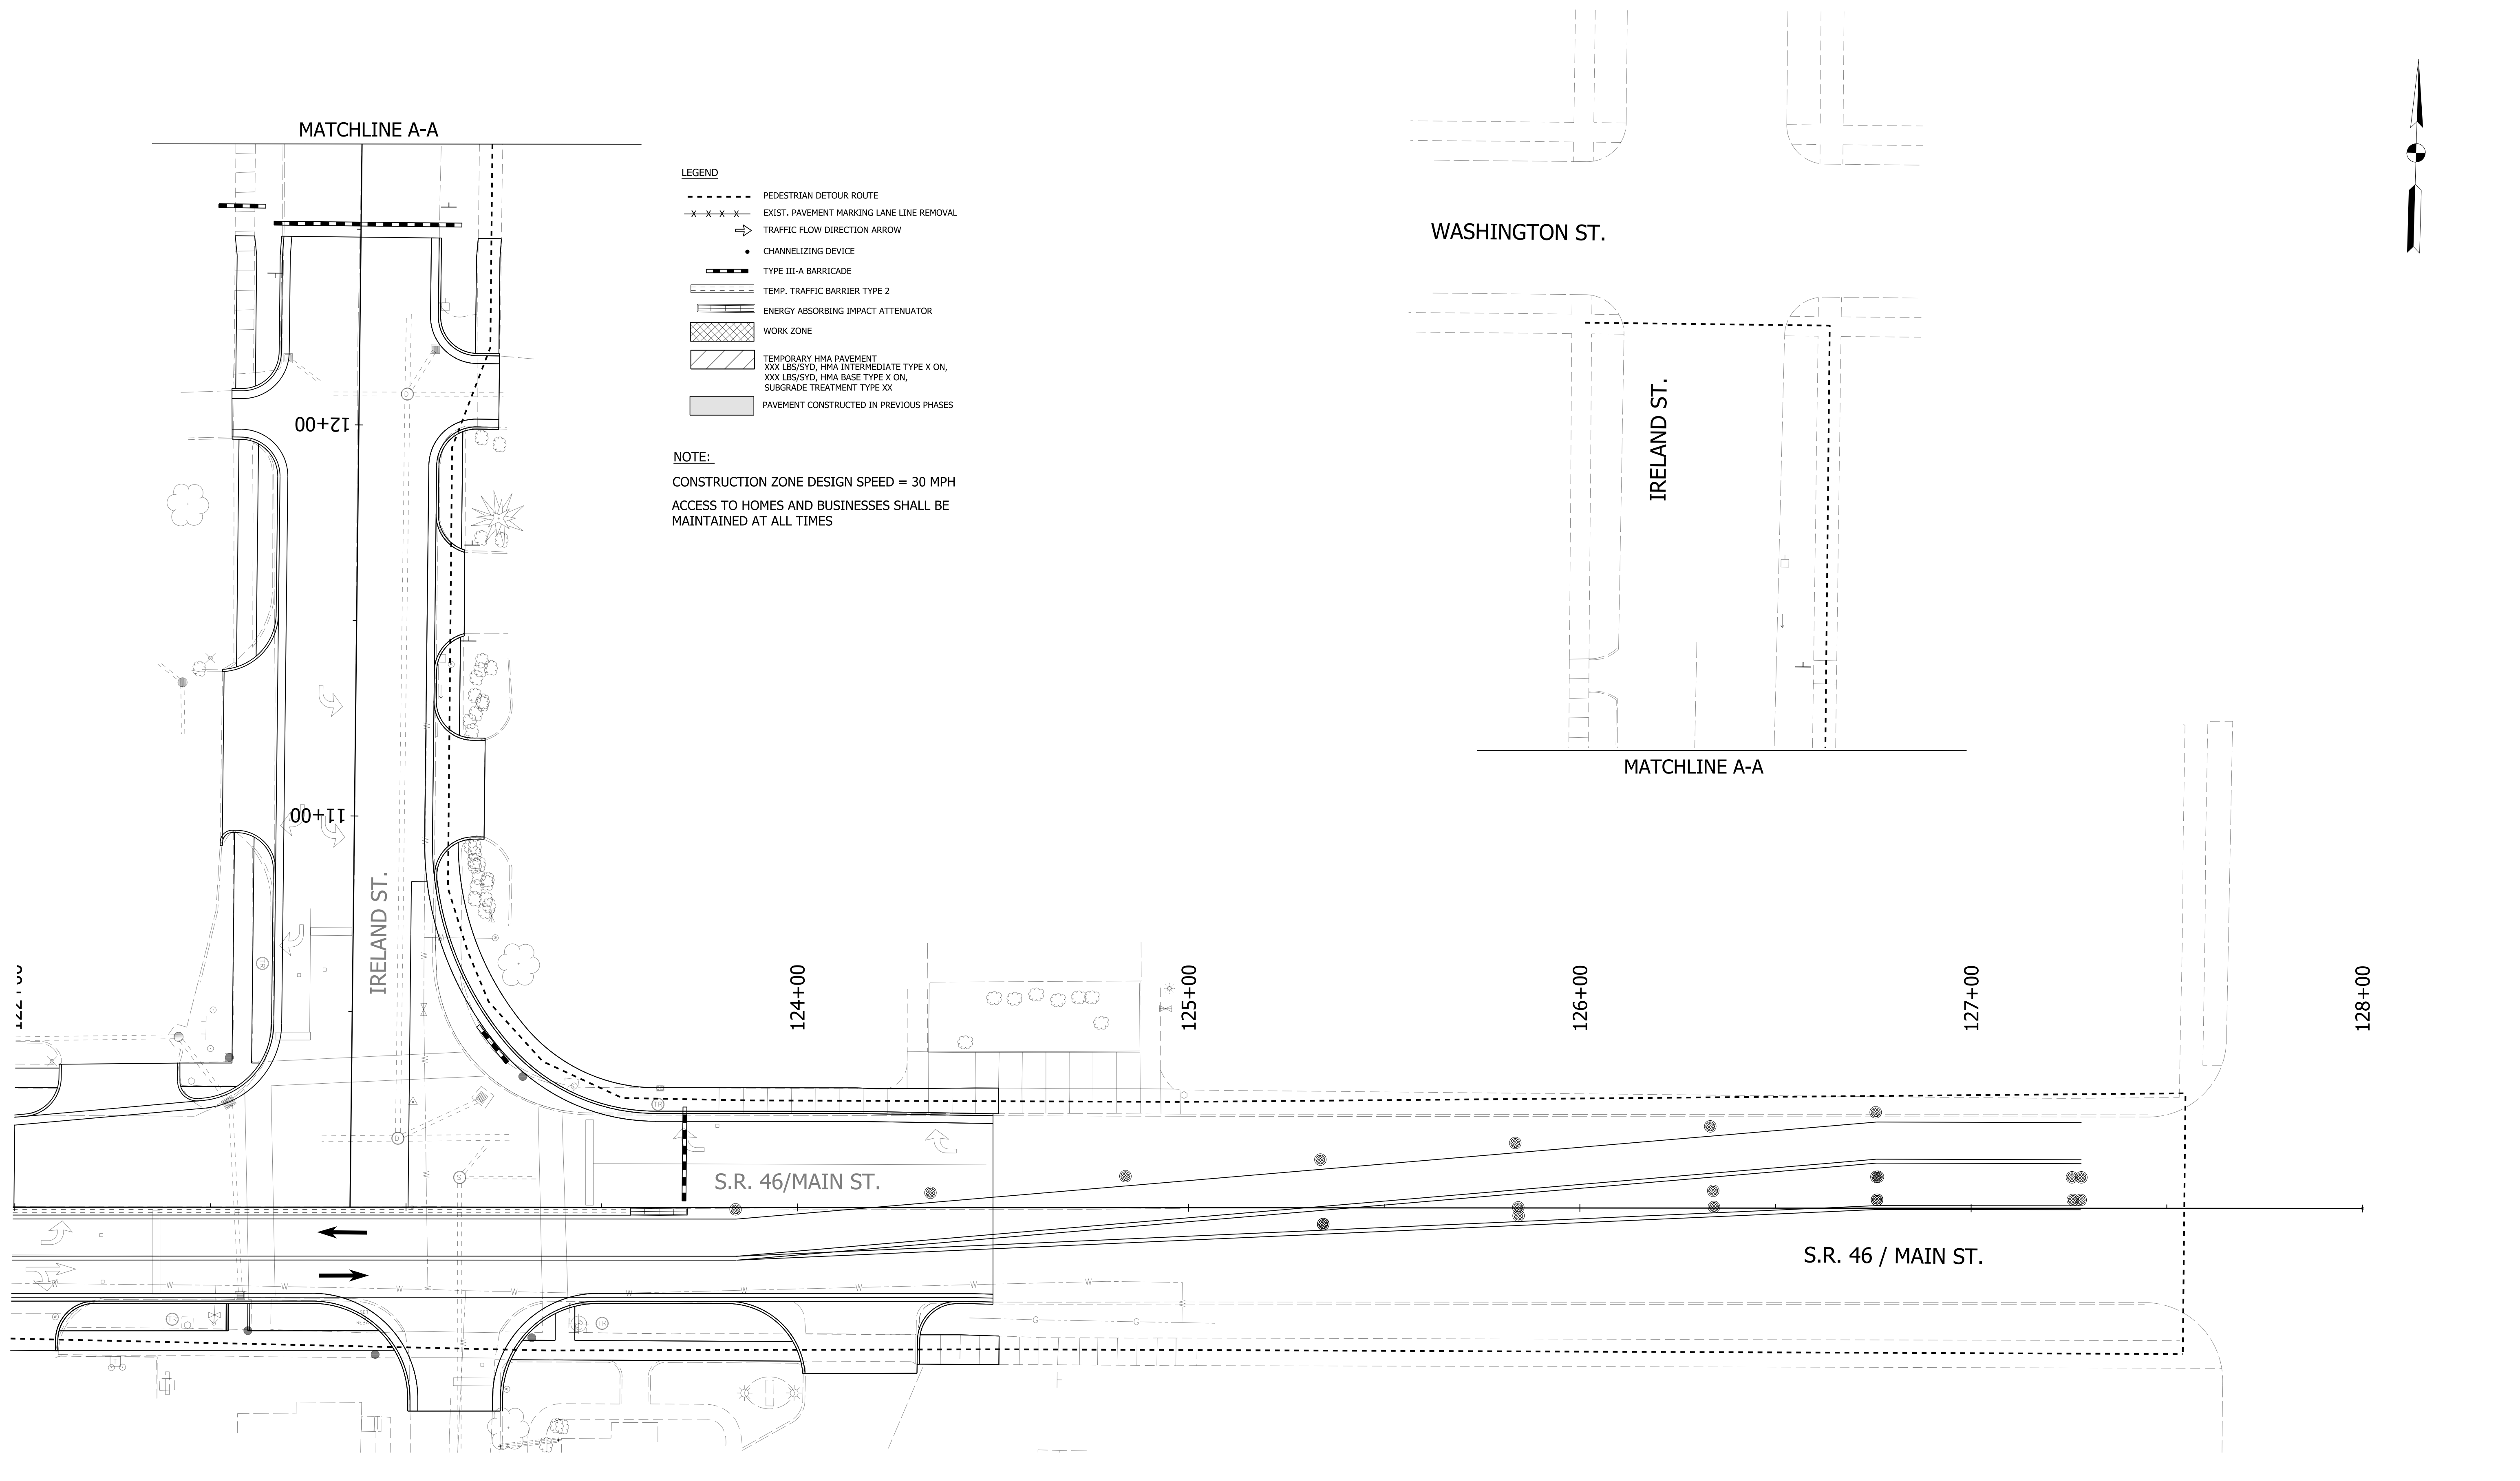 MATCHLINE A-A
LEGEND
PEDESTRIAN DETOUR ROUTE
X X X X
EXIST. PAVEMENT MARKING LANE LINE REMOVAL
TRAFFIC FLOW DIRECTION ARROW
CHANNELIZING DEVICE
TYPE III-A BARRICADE
TEMP. TRAFFIC BARRIER TYPE 2
ENERGY ABSORBING IMPACT ATTENUATOR
WORK ZONE
TEMPORARY HMA PAVEMENT
XXX LBS/SYD, HMA INTERMEDIATE TYPE X ON,
XXX LBS/SYD, HMA BASE TYPE X ON,
SUBGRADE TREATMENT TYPE XX
PAVEMENT CONSTRUCTED IN PREVIOUS PHASES
NOTE:
CONSTRUCTION ZONE DESIGN SPEED = 30 MPH
ACCESS TO HOMES AND BUSINESSES SHALL BE
MAINTAINED AT ALL TIMES
WASHINGTON ST.
IRELAND ST.
MATCHLINE A-A
12+00
11+00
IRELAND ST.
124+00
125+00
126+00
127+00
128+00
S.R. 46/MAIN ST.
S.R. 46 / MAIN ST.
TR
TR
TR
D
D
S
W
W
W
W
W
W
W
W
W
W
G
G